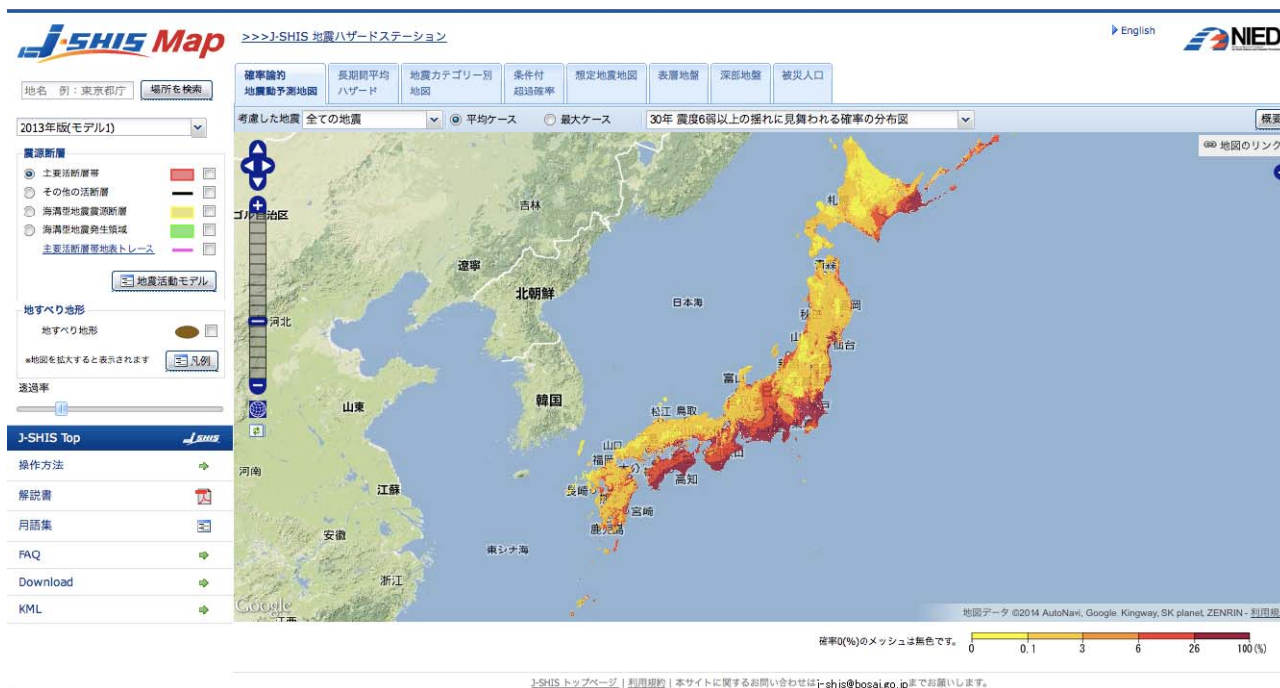 J-SHIS Map
>>>J-SHIS 地震ハザードステーション
English
NIED
地名 例：東京都庁
場所を検索
確率論的
地震動予測地図
長期間平均
ハザード
地震カテゴリー別
地図
条件付
超過確率
想定地震地図
表層地盤
深部地盤
被災人口
2013年版(モデル1)
考慮した地震 全ての地震 平均ケース 最大ケース 30年 震度6弱以上の揺れに見舞われる確率の分布図 概要
地図のリンク
震源断層
主要活断層帯
その他の活断層
海溝型地震震源断層
海溝型地震発生領域
主要活断層帯地表トレース
地震活動モデル
地すべり地形
地すべり地形
※地図を拡大すると表示されます
凡例
透過率
J-SHIS Top J-SHIS
操作方法
解説書
用語集
FAQ
Download
KML
吉林
遼寧
北朝鮮
河北
日本海
札
青森
秋
岡
山
仙台
富山
山東
韓国
松江 鳥取
山口
福岡
高知
長崎
宮崎
鹿児島
河南
江蘇
安徽
東シナ海
浙江
Google
地図データ ©2014 AutoNavi, Google, Kingway, SK planet, ZENRIN - 利用規
確率0(%)のメッシュは無色です。
0 0.1 3 6 26 100 (%)
J-SHIS トップページ | 利用規約 | 本サイトに関するお問い合わせはj-shis@bosai.go.jpまでお願いします。